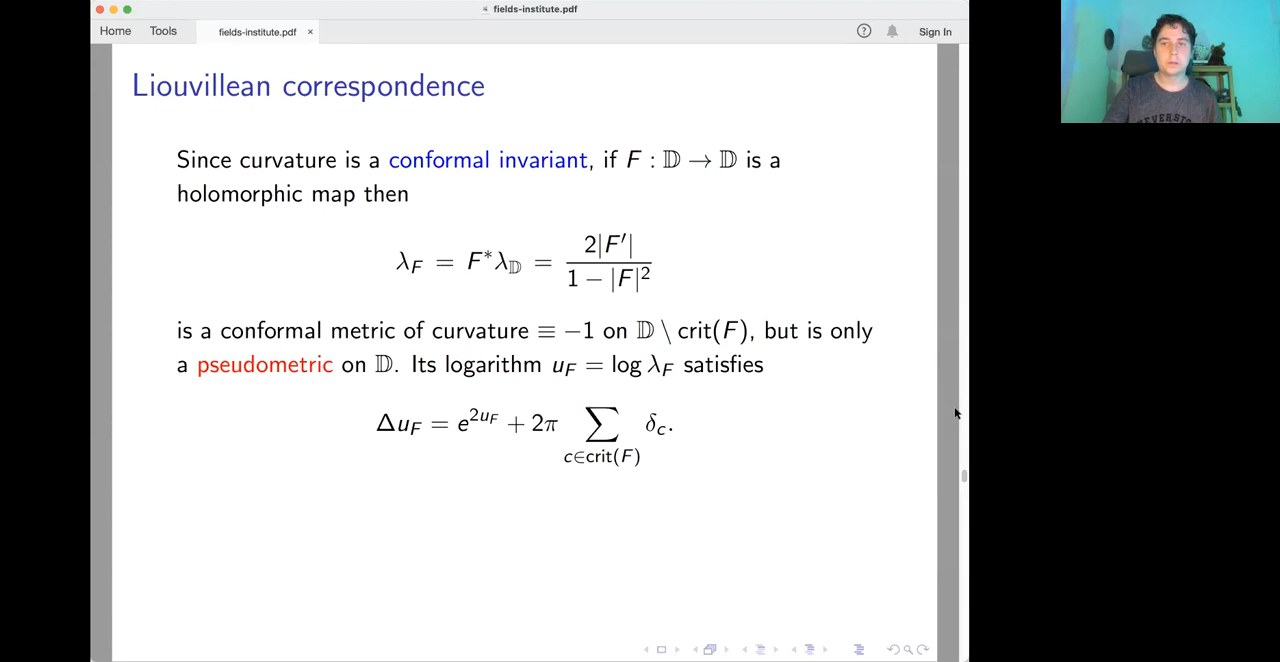 fields-institute.pdf
Home Tools fields-institute.pdf × Sign In
Liouvillean correspondence
Since curvature is a conformal invariant, if F : 𝔻 → 𝔻 is a
holomorphic map then
λ_F = F*λ_𝔻 = 2|F′| / (1 − |F|²)
is a conformal metric of curvature ≡ −1 on 𝔻 \ crit(F), but is only
a pseudometric on 𝔻. Its logarithm u_F = log λ_F satisfies
Δu_F = e^{2u_F} + 2π ∑_{c∈crit(F)} δ_c.